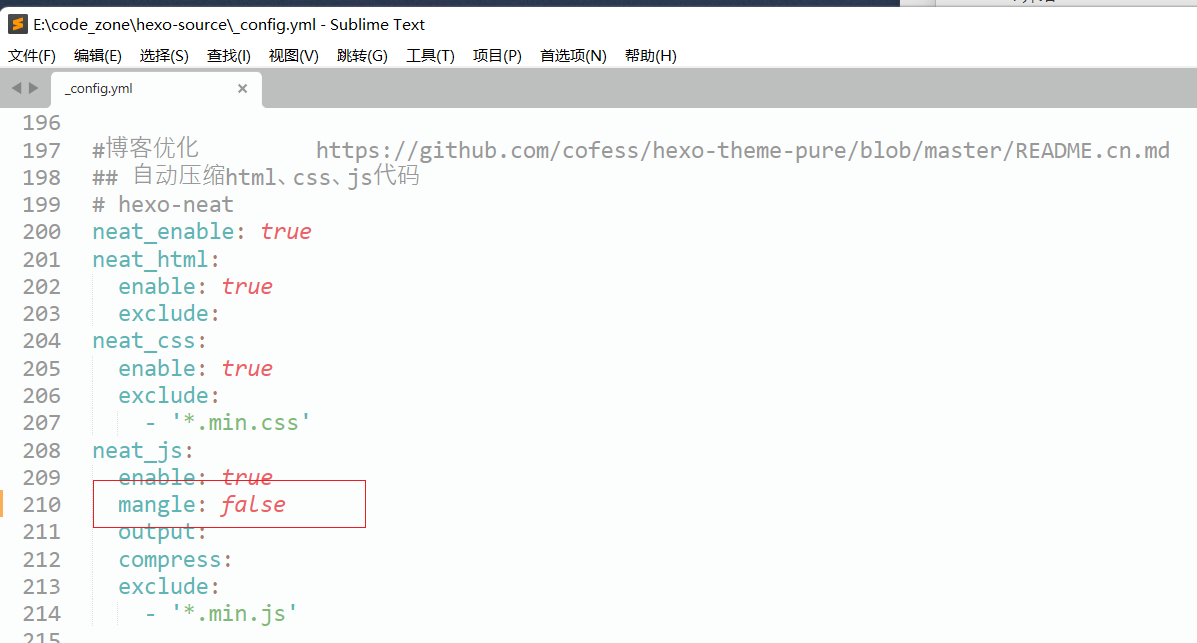 E:\code_zone\hexo-source\_config.yml - Sublime Text
文件(F) 编辑(E) 选择(S) 查找(I) 视图(V) 跳转(G) 工具(T) 项目(P) 首选项(N) 帮助(H)
_config.yml ×
196
197 #博客优化 https://github.com/cofess/hexo-theme-pure/blob/master/README.cn.md
198 ## 自动压缩html、css、js代码
199 # hexo-neat
200 neat_enable: true
201 neat_html:
202 enable: true
203 exclude:
204 neat_css:
205 enable: true
206 exclude:
207 - '*.min.css'
208 neat_js:
209 enable: true
210 mangle: false
211 output:
212 compress:
213 exclude:
214 - '*.min.js'
215